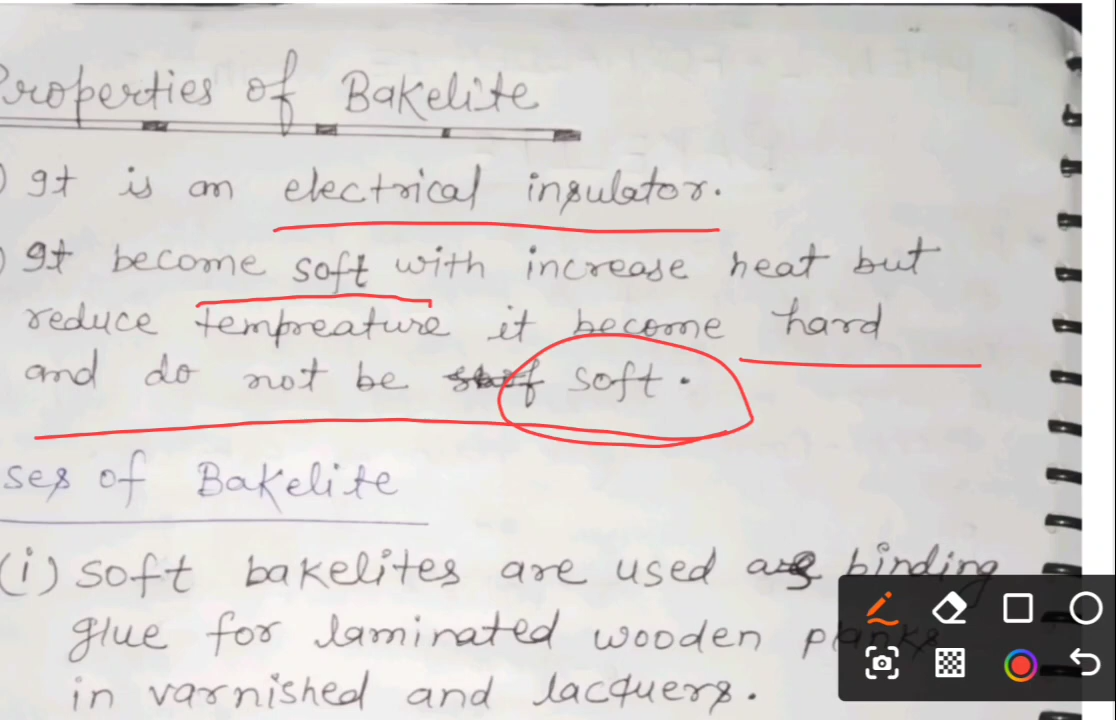 Properties of Bakelite
) It is an electrical insulator.
) It become soft with increase heat but
reduce tempreature it become hard
and do not be soft.
ses of Bakelite
(i) soft bakelites are used as binding
glue for laminated wooden planks
in varnished and lacquers.